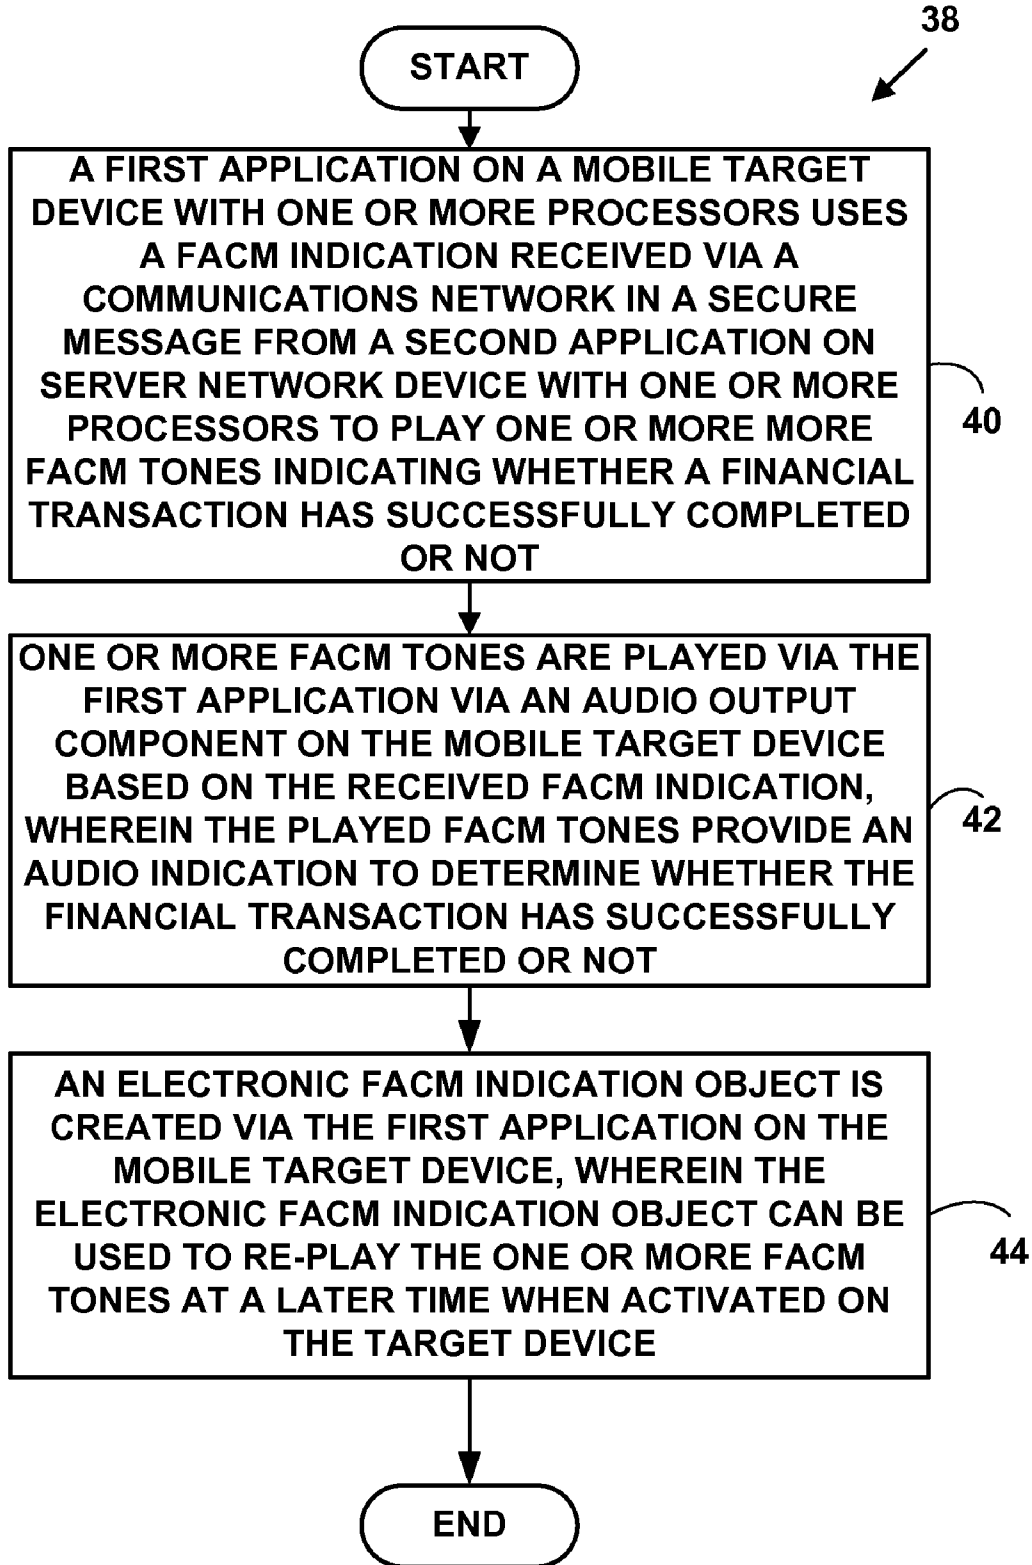 38
START
A FIRST APPLICATION ON A MOBILE TARGET
DEVICE WITH ONE OR MORE PROCESSORS USES
A FACM INDICATION RECEIVED VIA A
COMMUNICATIONS NETWORK IN A SECURE
MESSAGE FROM A SECOND APPLICATION ON
SERVER NETWORK DEVICE WITH ONE OR MORE
PROCESSORS TO PLAY ONE OR MORE MORE
FACM TONES INDICATING WHETHER A FINANCIAL
TRANSACTION HAS SUCCESSFULLY COMPLETED
OR NOT
40
ONE OR MORE FACM TONES ARE PLAYED VIA THE
FIRST APPLICATION VIA AN AUDIO OUTPUT
COMPONENT ON THE MOBILE TARGET DEVICE
BASED ON THE RECEIVED FACM INDICATION,
WHEREIN THE PLAYED FACM TONES PROVIDE AN
AUDIO INDICATION TO DETERMINE WHETHER THE
FINANCIAL TRANSACTION HAS SUCCESSFULLY
COMPLETED OR NOT
42
AN ELECTRONIC FACM INDICATION OBJECT IS
CREATED VIA THE FIRST APPLICATION ON THE
MOBILE TARGET DEVICE, WHEREIN THE
ELECTRONIC FACM INDICATION OBJECT CAN BE
USED TO RE-PLAY THE ONE OR MORE FACM
TONES AT A LATER TIME WHEN ACTIVATED ON
THE TARGET DEVICE
44
END